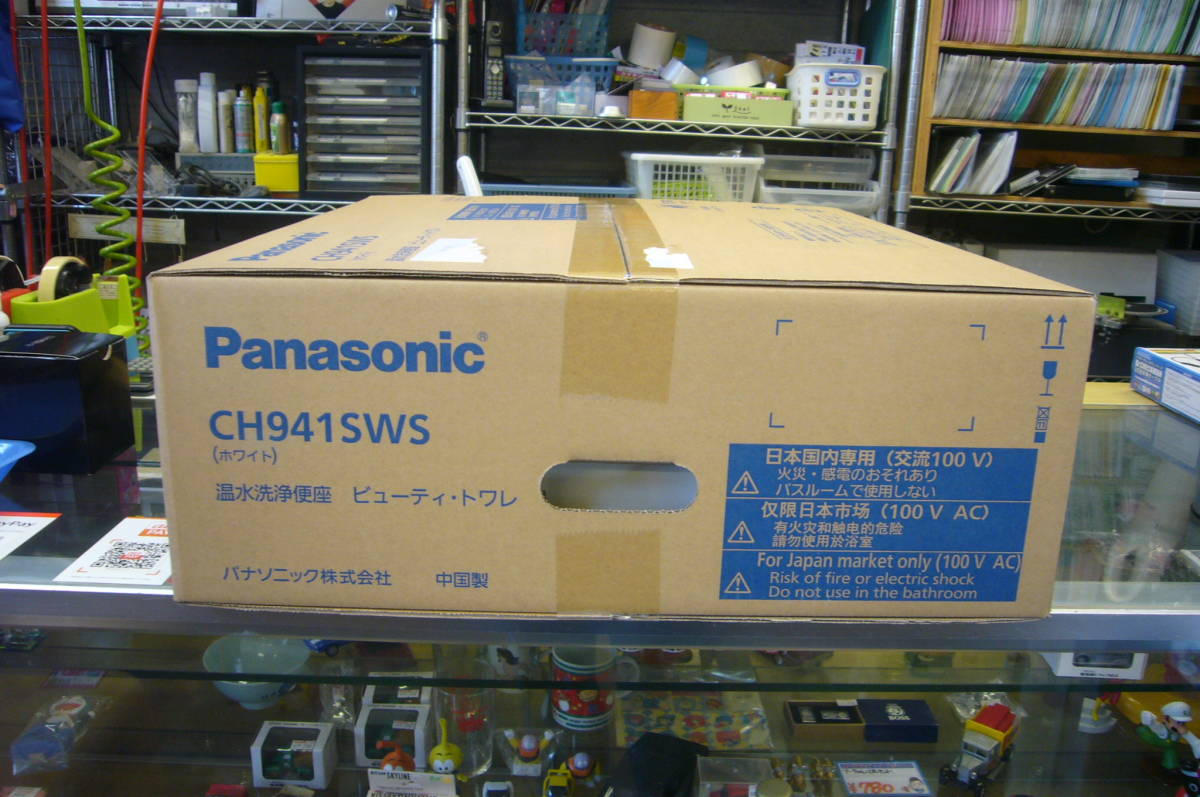 Panasonic
CH941SWS
Panasonic®
CH941SWS
(ホワイト)
温水洗浄便座 ビューティ・トワレ
パナソニック株式会社 中国製
日本国内専用（交流100 V）
火災・感電のおそれあり
バスルームで使用しない
仅限日本市场（100 V AC）
有火灾和触电的危险
請勿使用於浴室
For Japan market only (100 V AC)
Risk of fire or electric shock
Do not use in the bathroom
BOSS
SKYLINE
¥780